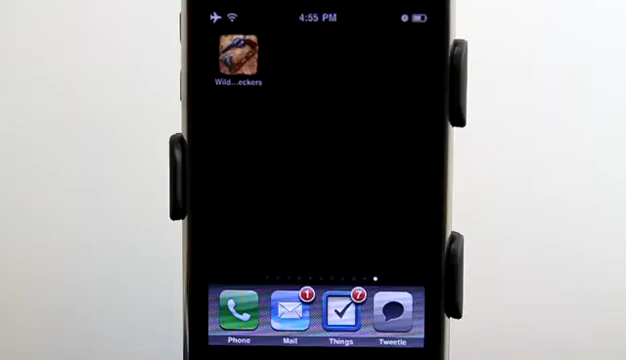 4:55 PM
Wild...eckers
1
7
Phone
Mail
Things
Tweetie